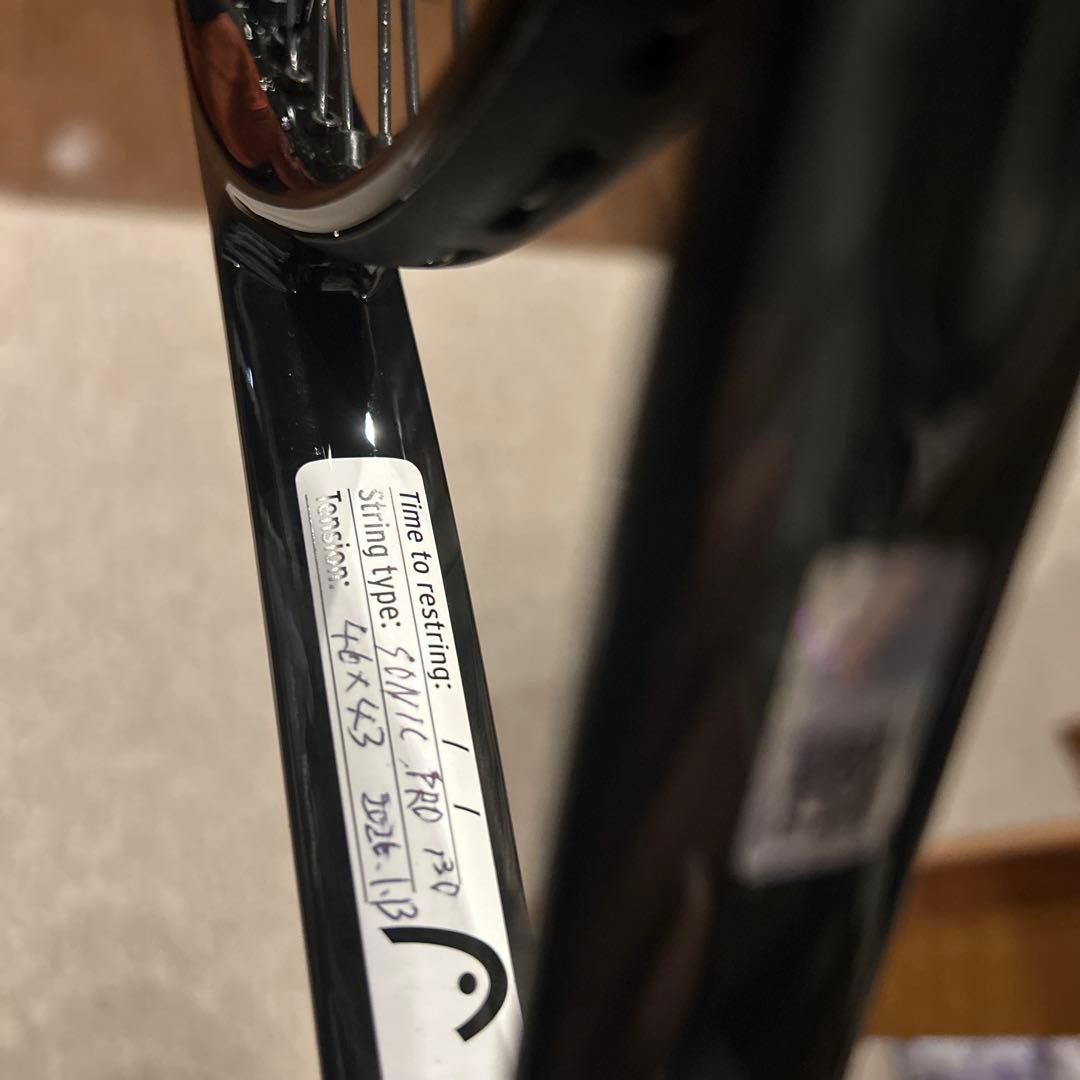 Time to restring: / /
String type: SONIC PRO 130
Tension: 46 x 43 2026.1.13